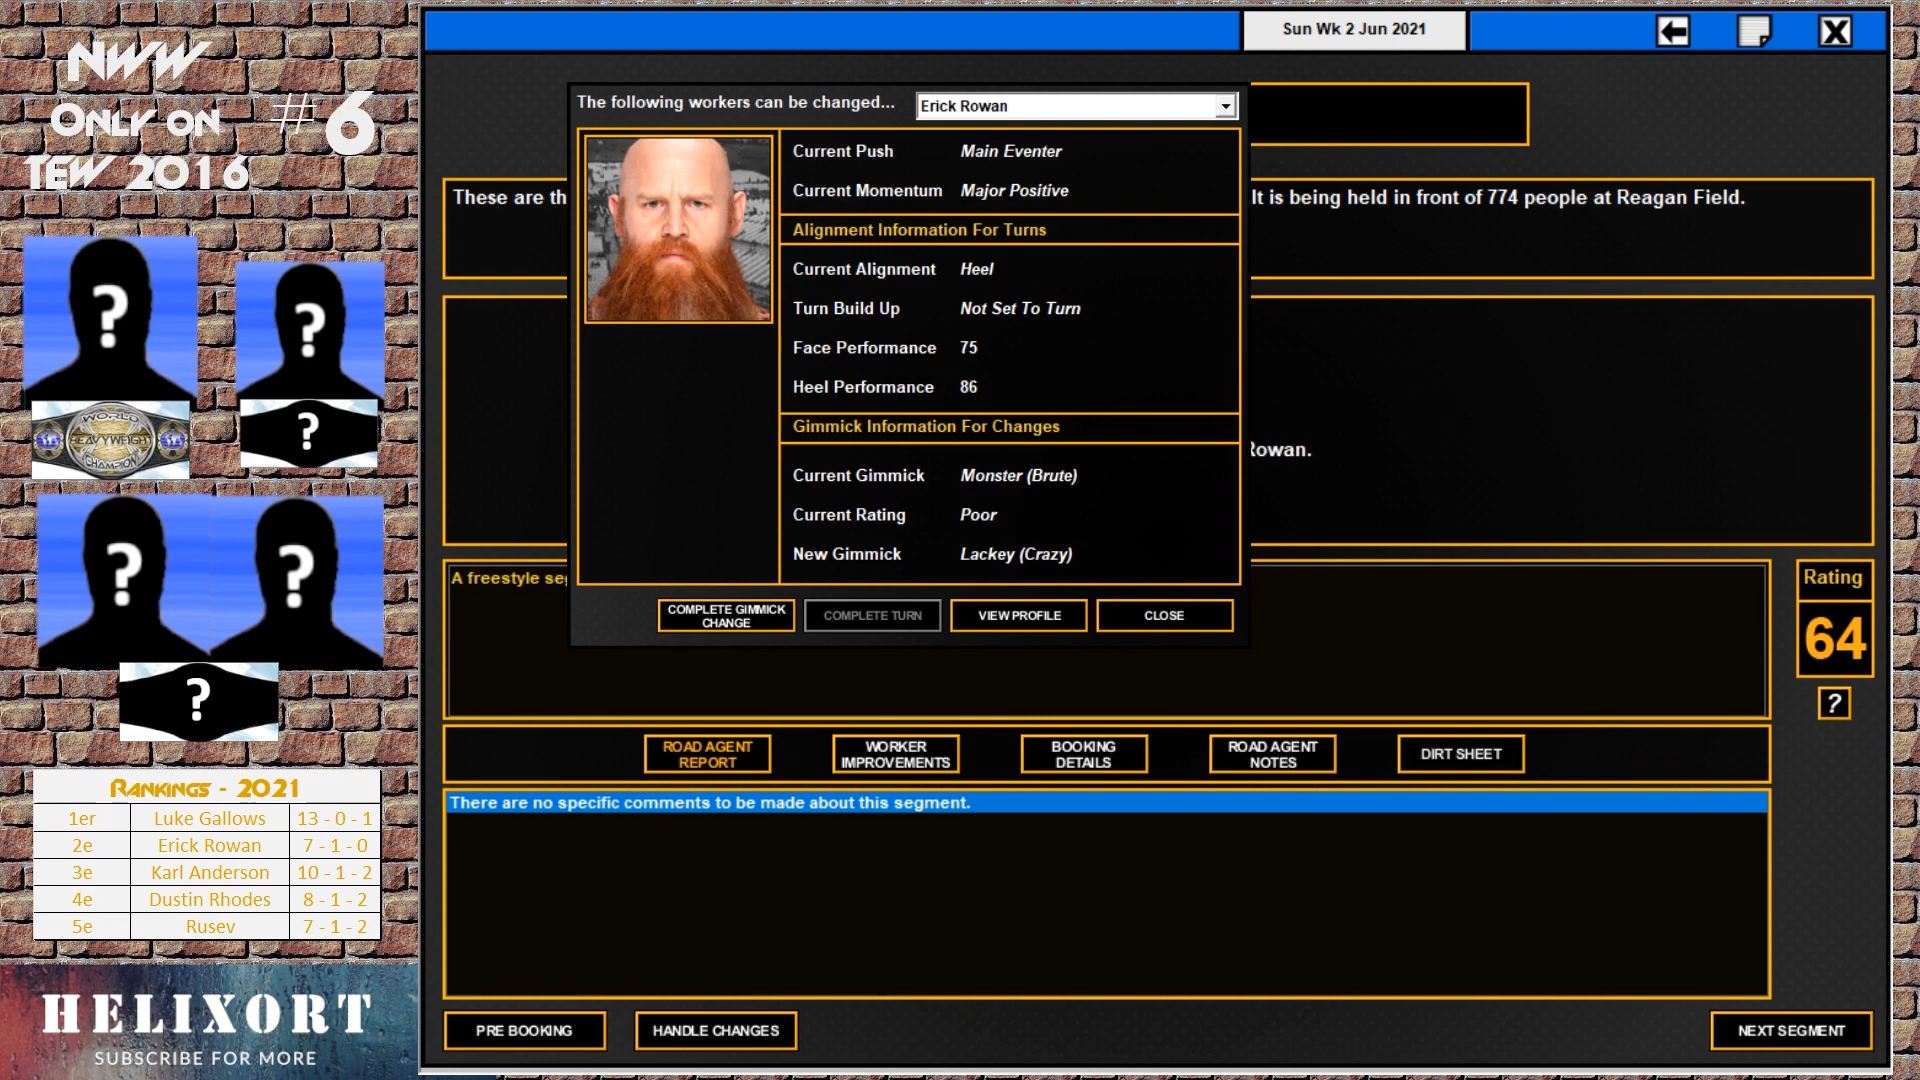 NWW
Only on
TEW 2016
#6
?
?
WORLD
HEAVYWEIGHT
CHAMPION
?
?
?
?
Rankings - 2021
1er Luke Gallows 13 - 0 - 1
2e Erick Rowan 7 - 1 - 0
3e Karl Anderson 10 - 1 - 2
4e Dustin Rhodes 8 - 1 - 2
5e Rusev 7 - 1 - 2
HELIXORT
SUBSCRIBE FOR MORE
Sun Wk 2 Jun 2021
X
The following workers can be changed...
Erick Rowan
Current Push Main Eventer
Current Momentum Major Positive
Alignment Information For Turns
Current Alignment Heel
Turn Build Up Not Set To Turn
Face Performance 75
Heel Performance 86
Gimmick Information For Changes
Current Gimmick Monster (Brute)
Current Rating Poor
New Gimmick Lackey (Crazy)
COMPLETE GIMMICK
CHANGE
COMPLETE TURN
VIEW PROFILE
CLOSE
These are th
It is being held in front of 774 people at Reagan Field.
Rowan.
A freestyle se
Rating
64
?
ROAD AGENT
REPORT
WORKER
IMPROVEMENTS
BOOKING
DETAILS
ROAD AGENT
NOTES
DIRT SHEET
There are no specific comments to be made about this segment.
PRE BOOKING
HANDLE CHANGES
NEXT SEGMENT